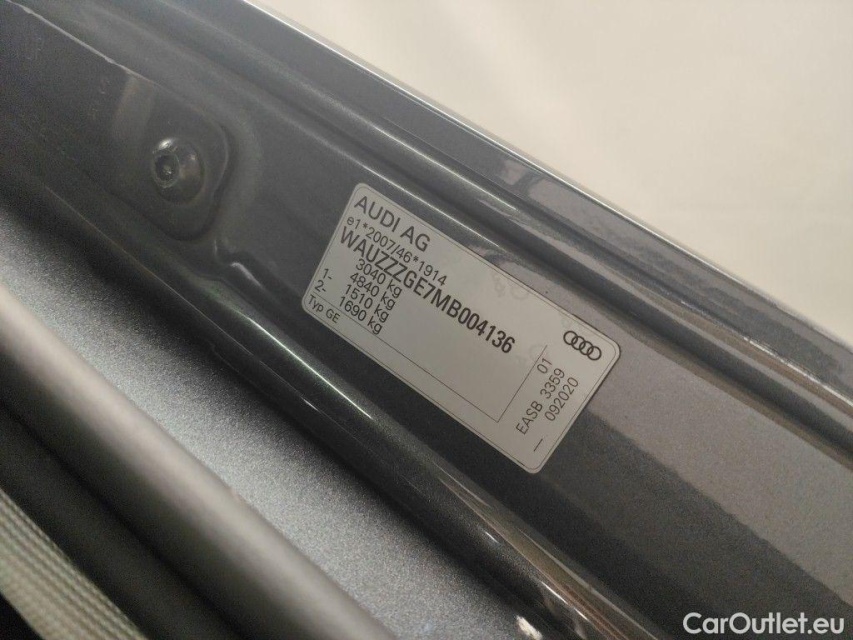 AUDI AG
e1*2007/46*1914
WAUZZZGE7MB004136
3040 kg
4840 kg
1- 1510 kg
2- 1690 kg
Typ GE
01
EASB 3359
— 092020
CarOutlet.eu